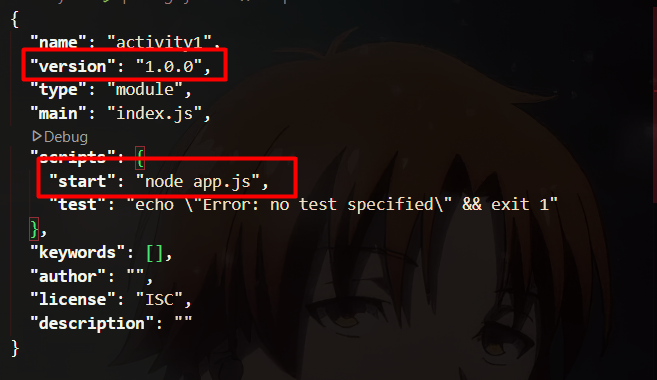 {
"name": "activity1",
"version": "1.0.0",
"type": "module",
"main": "index.js",
Debug
"scripts": {
"start": "node app.js",
"test": "echo \"Error: no test specified\" && exit 1"
},
"keywords": [],
"author": "",
"license": "ISC",
"description": ""
}